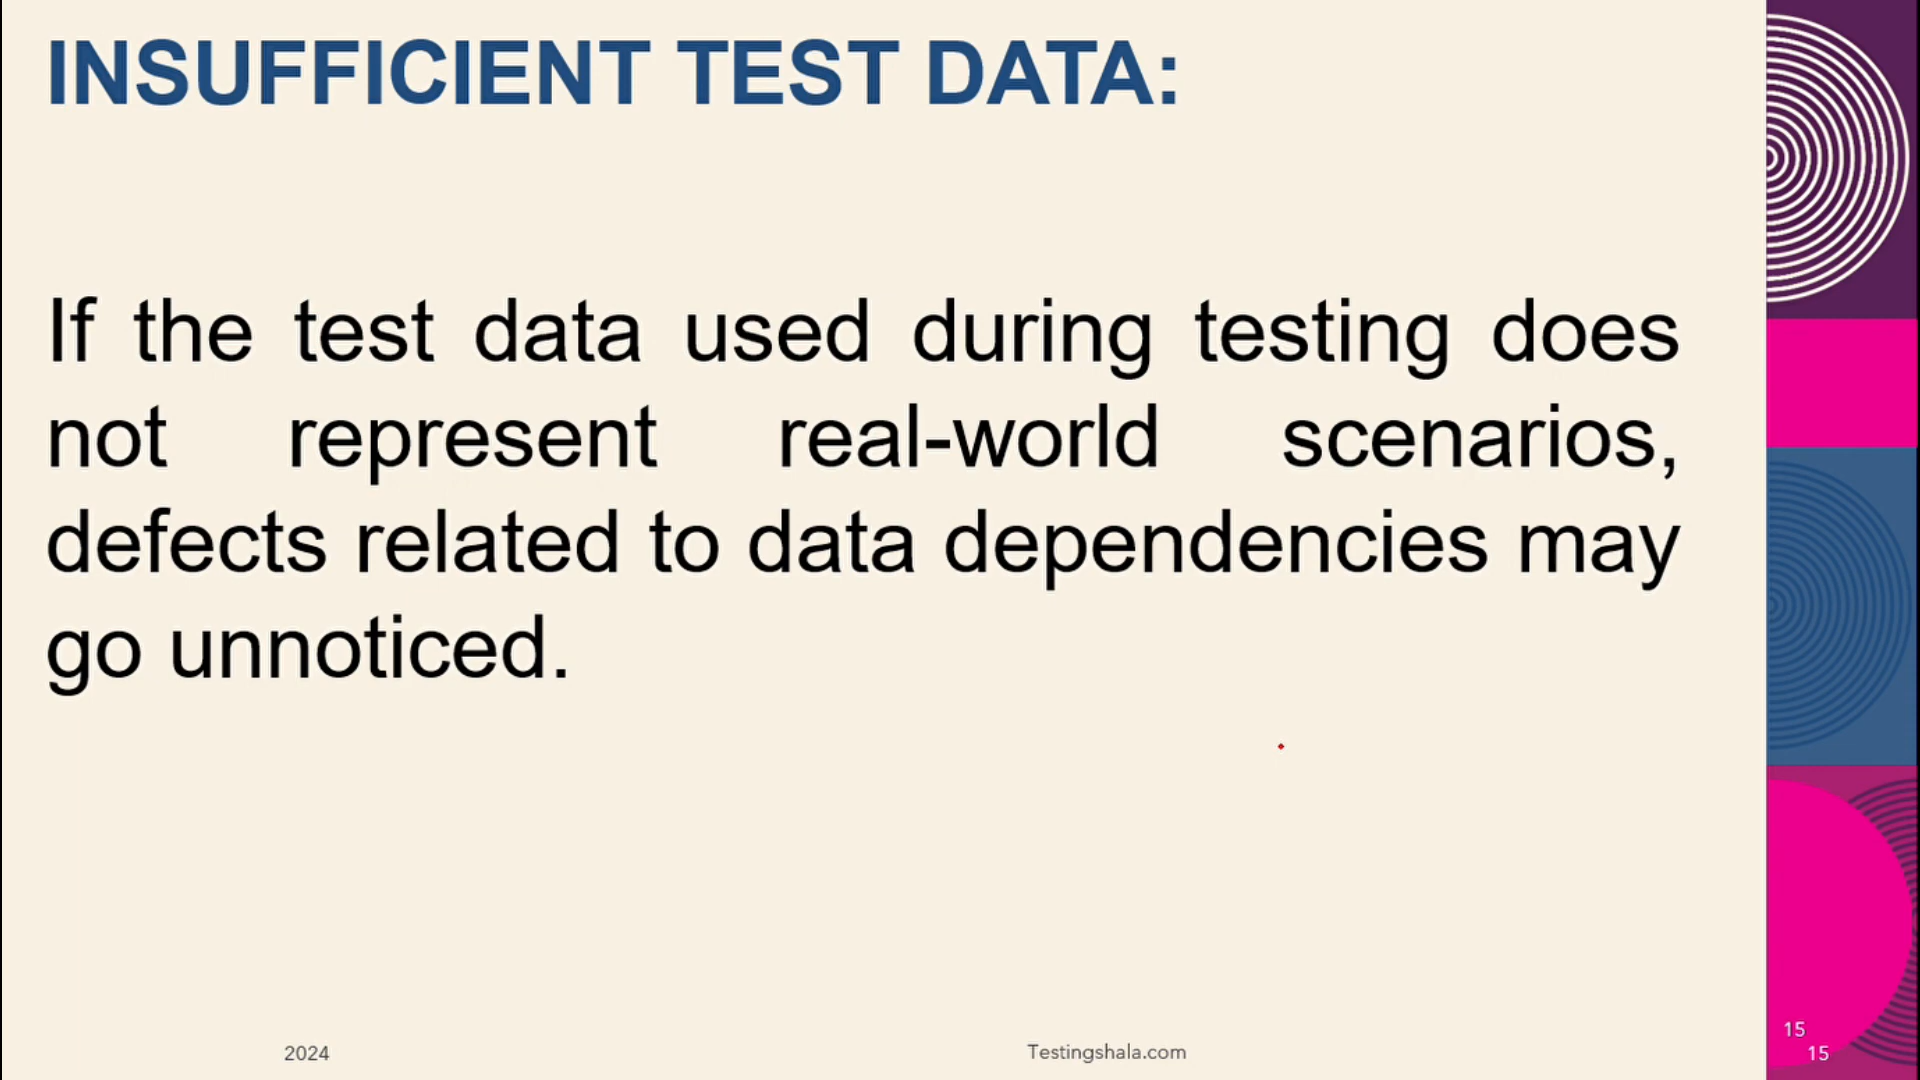 INSUFFICIENT TEST DATA:
If the test data used during testing does
not represent real-world scenarios,
defects related to data dependencies may
go unnoticed.
2024
Testingshala.com
15
15